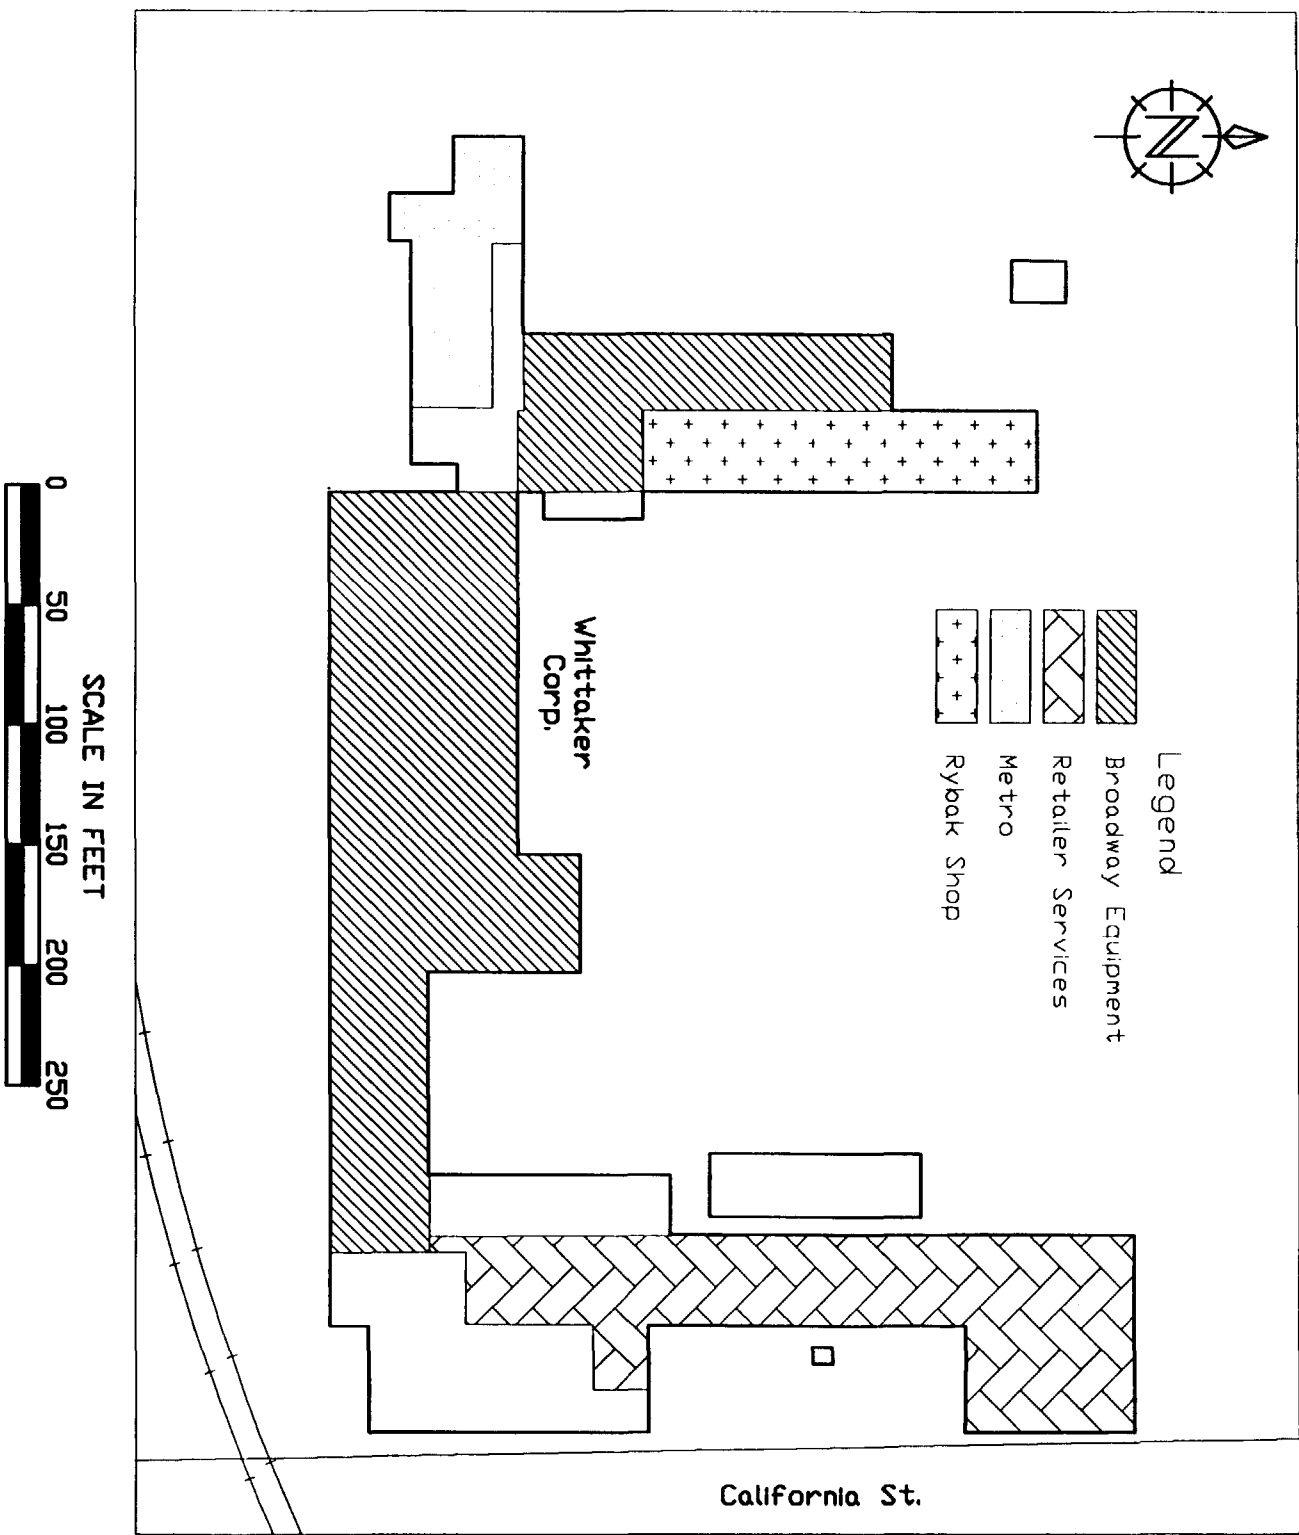 N
Legend
Broadway Equipment
Retailer Services
Metro
Rybak Shop
Whittaker
Corp.
California St.
0 50 100 150 200 250
SCALE IN FEET